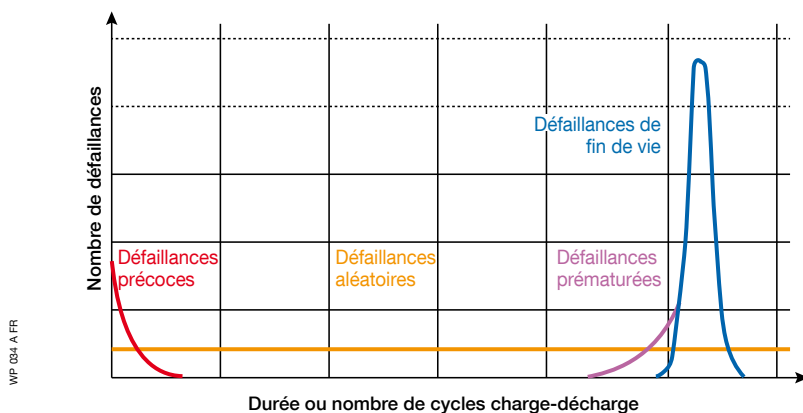 Nombre de défaillances
Défaillances de
fin de vie
Défaillances
précoces
Défaillances
aléatoires
Défaillances
prématurées
WP 034 A FR
Durée ou nombre de cycles charge-décharge